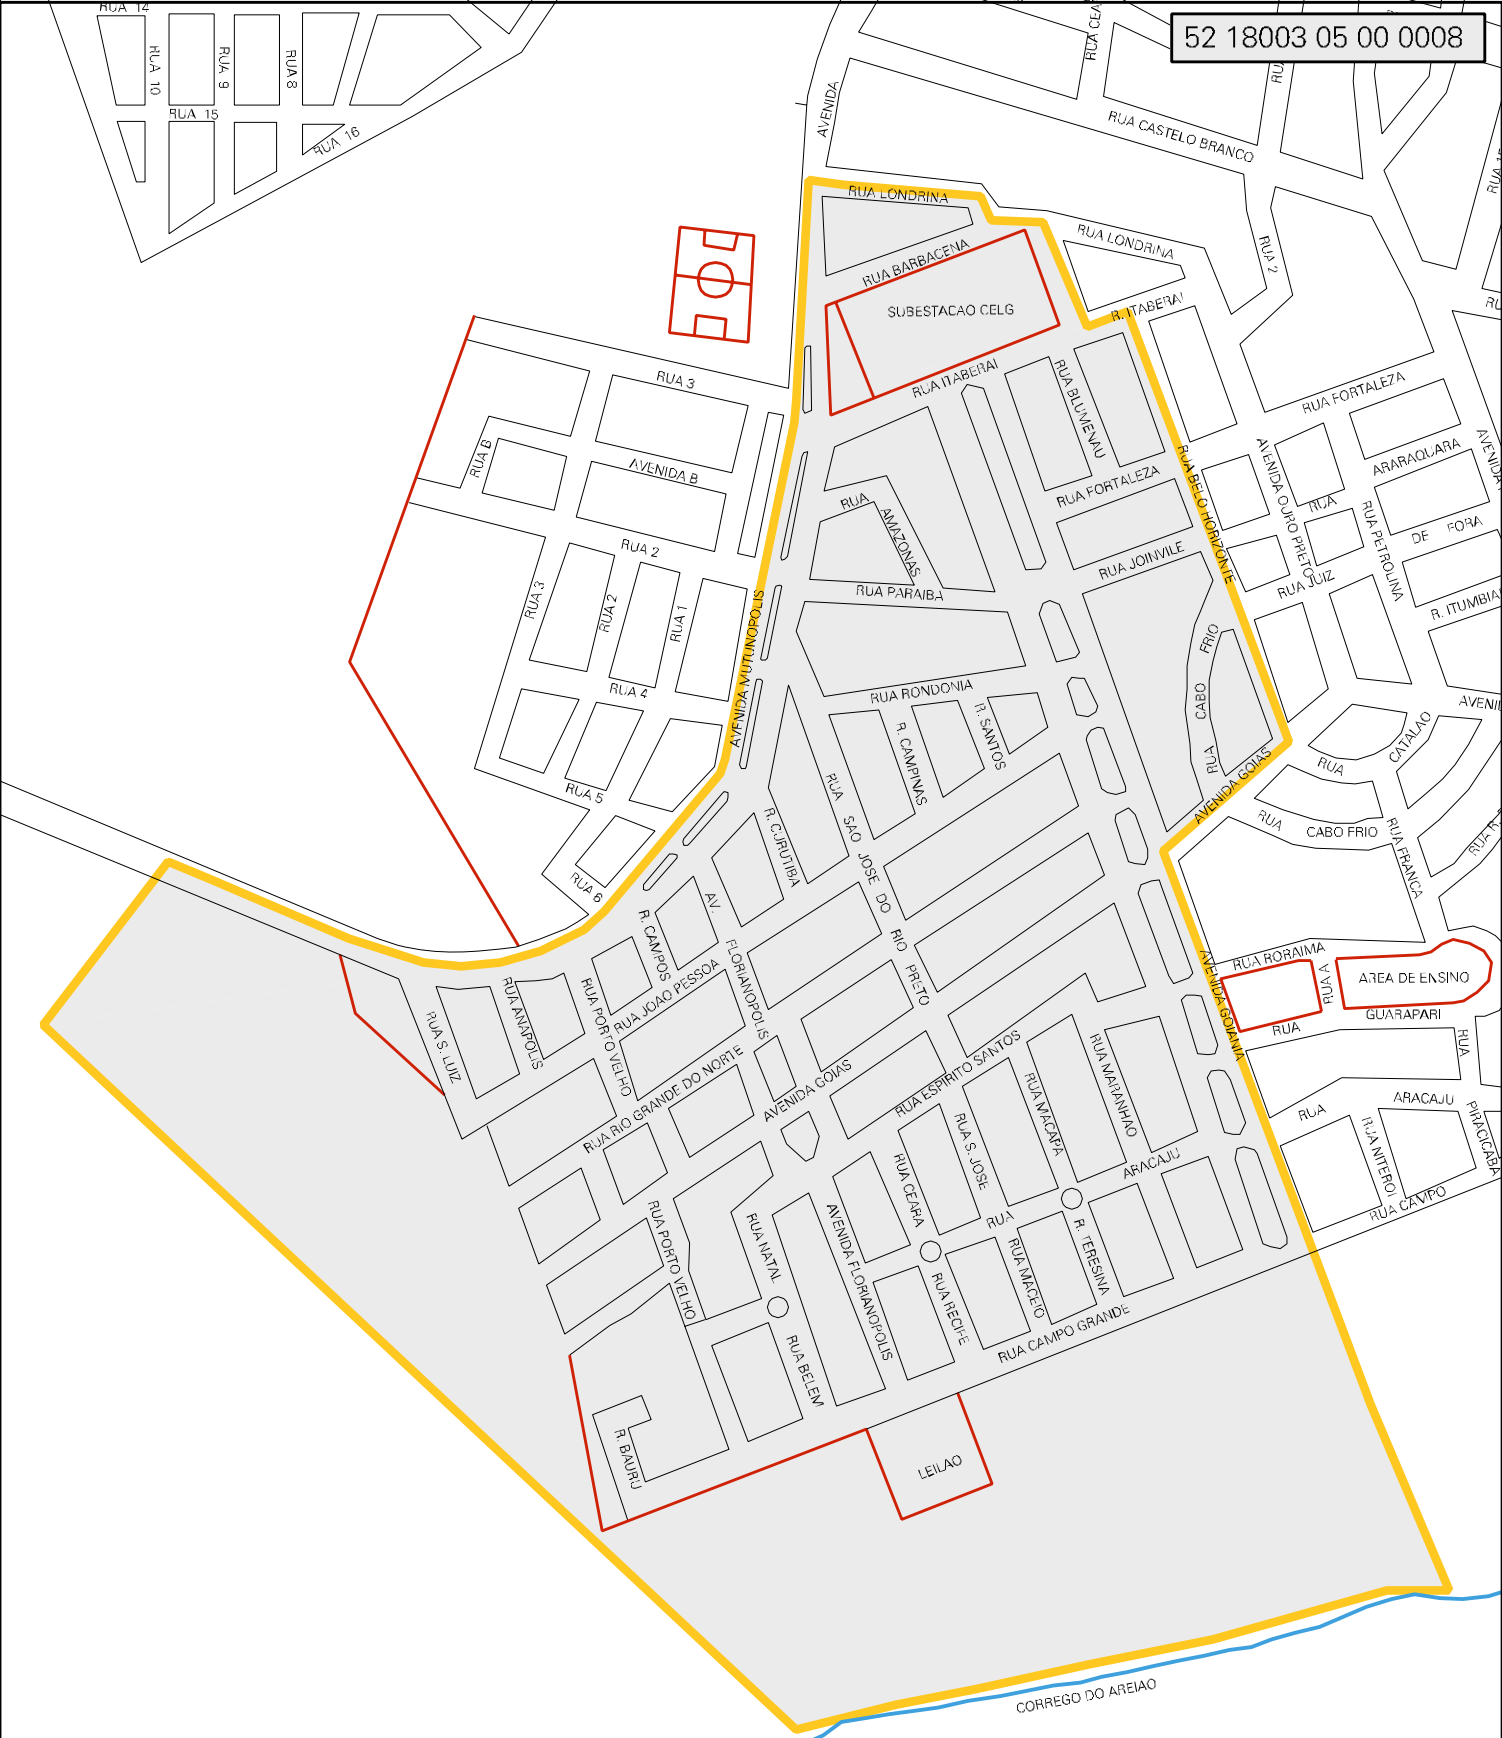 RUA 14
52 18003 05 00 0008
RUA 10
RUA 9
RUA 8
RUA 15
RUA 16
AVENIDA
RUA CASTELO BRANCO
RUA LONDRINA
RUA LONDRINA
RUA 2
RUA BARBACENA
SUBESTACAO CELG
R. ITABERAI
RUA ITABERAI
RUA BLUMENAU
RUA FORTALEZA
RUA 3
RUA B
AVENIDA B
RUA 2
RUA 3
RUA 2
RUA 1
RUA 4
RUA 5
RUA 6
AVENIDA MUTUNOPOLIS
RUA
AMAZONAS
RUA PARAIBA
RUA FORTALEZA
RUA JOINVILE
RUA BELO HORIZONTE
AVENIDA OURO PRETO
ARARAQUARA
RUA
RUA PETROLINA
DE FORA
RUA JUIZ
R. ITUMBIA
RUA RONDONIA
R. CAMPINAS
R. SANTOS
RUA CABO FRIO
AVENIDA GOIAS
RUA
CATALAO
RUA
CABO FRIO
RUA FRANCA
RUA SAO JOSE DO RIO PRETO
R. CURUTIBA
AV. FLORIANOPOLIS
R. CAMPOS
RUA JOAO PESSOA
RUA PORTO VELHO
RUA ANAPOLIS
RUA S. LUIZ
RUA RIO GRANDE DO NORTE
AVENIDA GOIAS
RUA ESPIRITO SANTOS
AVENIDA GOIANIA
RUA RORAIMA
RUA A
AREA DE ENSINO
GUARAPARI
RUA
RUA
RUA MARANHAO
RUA MACAPA
RUA S. JOSE
RUA CEARA
ARACAJU
RUA
RUA
ARACAJU
RUA NITEROI
PIRACICABA
RUA CAMPO
RUA PORTO VELHO
RUA NATAL
AVENIDA FLORIANOPOLIS
RUA RECIFE
RUA MACEIO
R. TERESINA
RUA CAMPO GRANDE
RUA BELEM
R. BAURU
LEILAO
CORREGO DO AREIAO